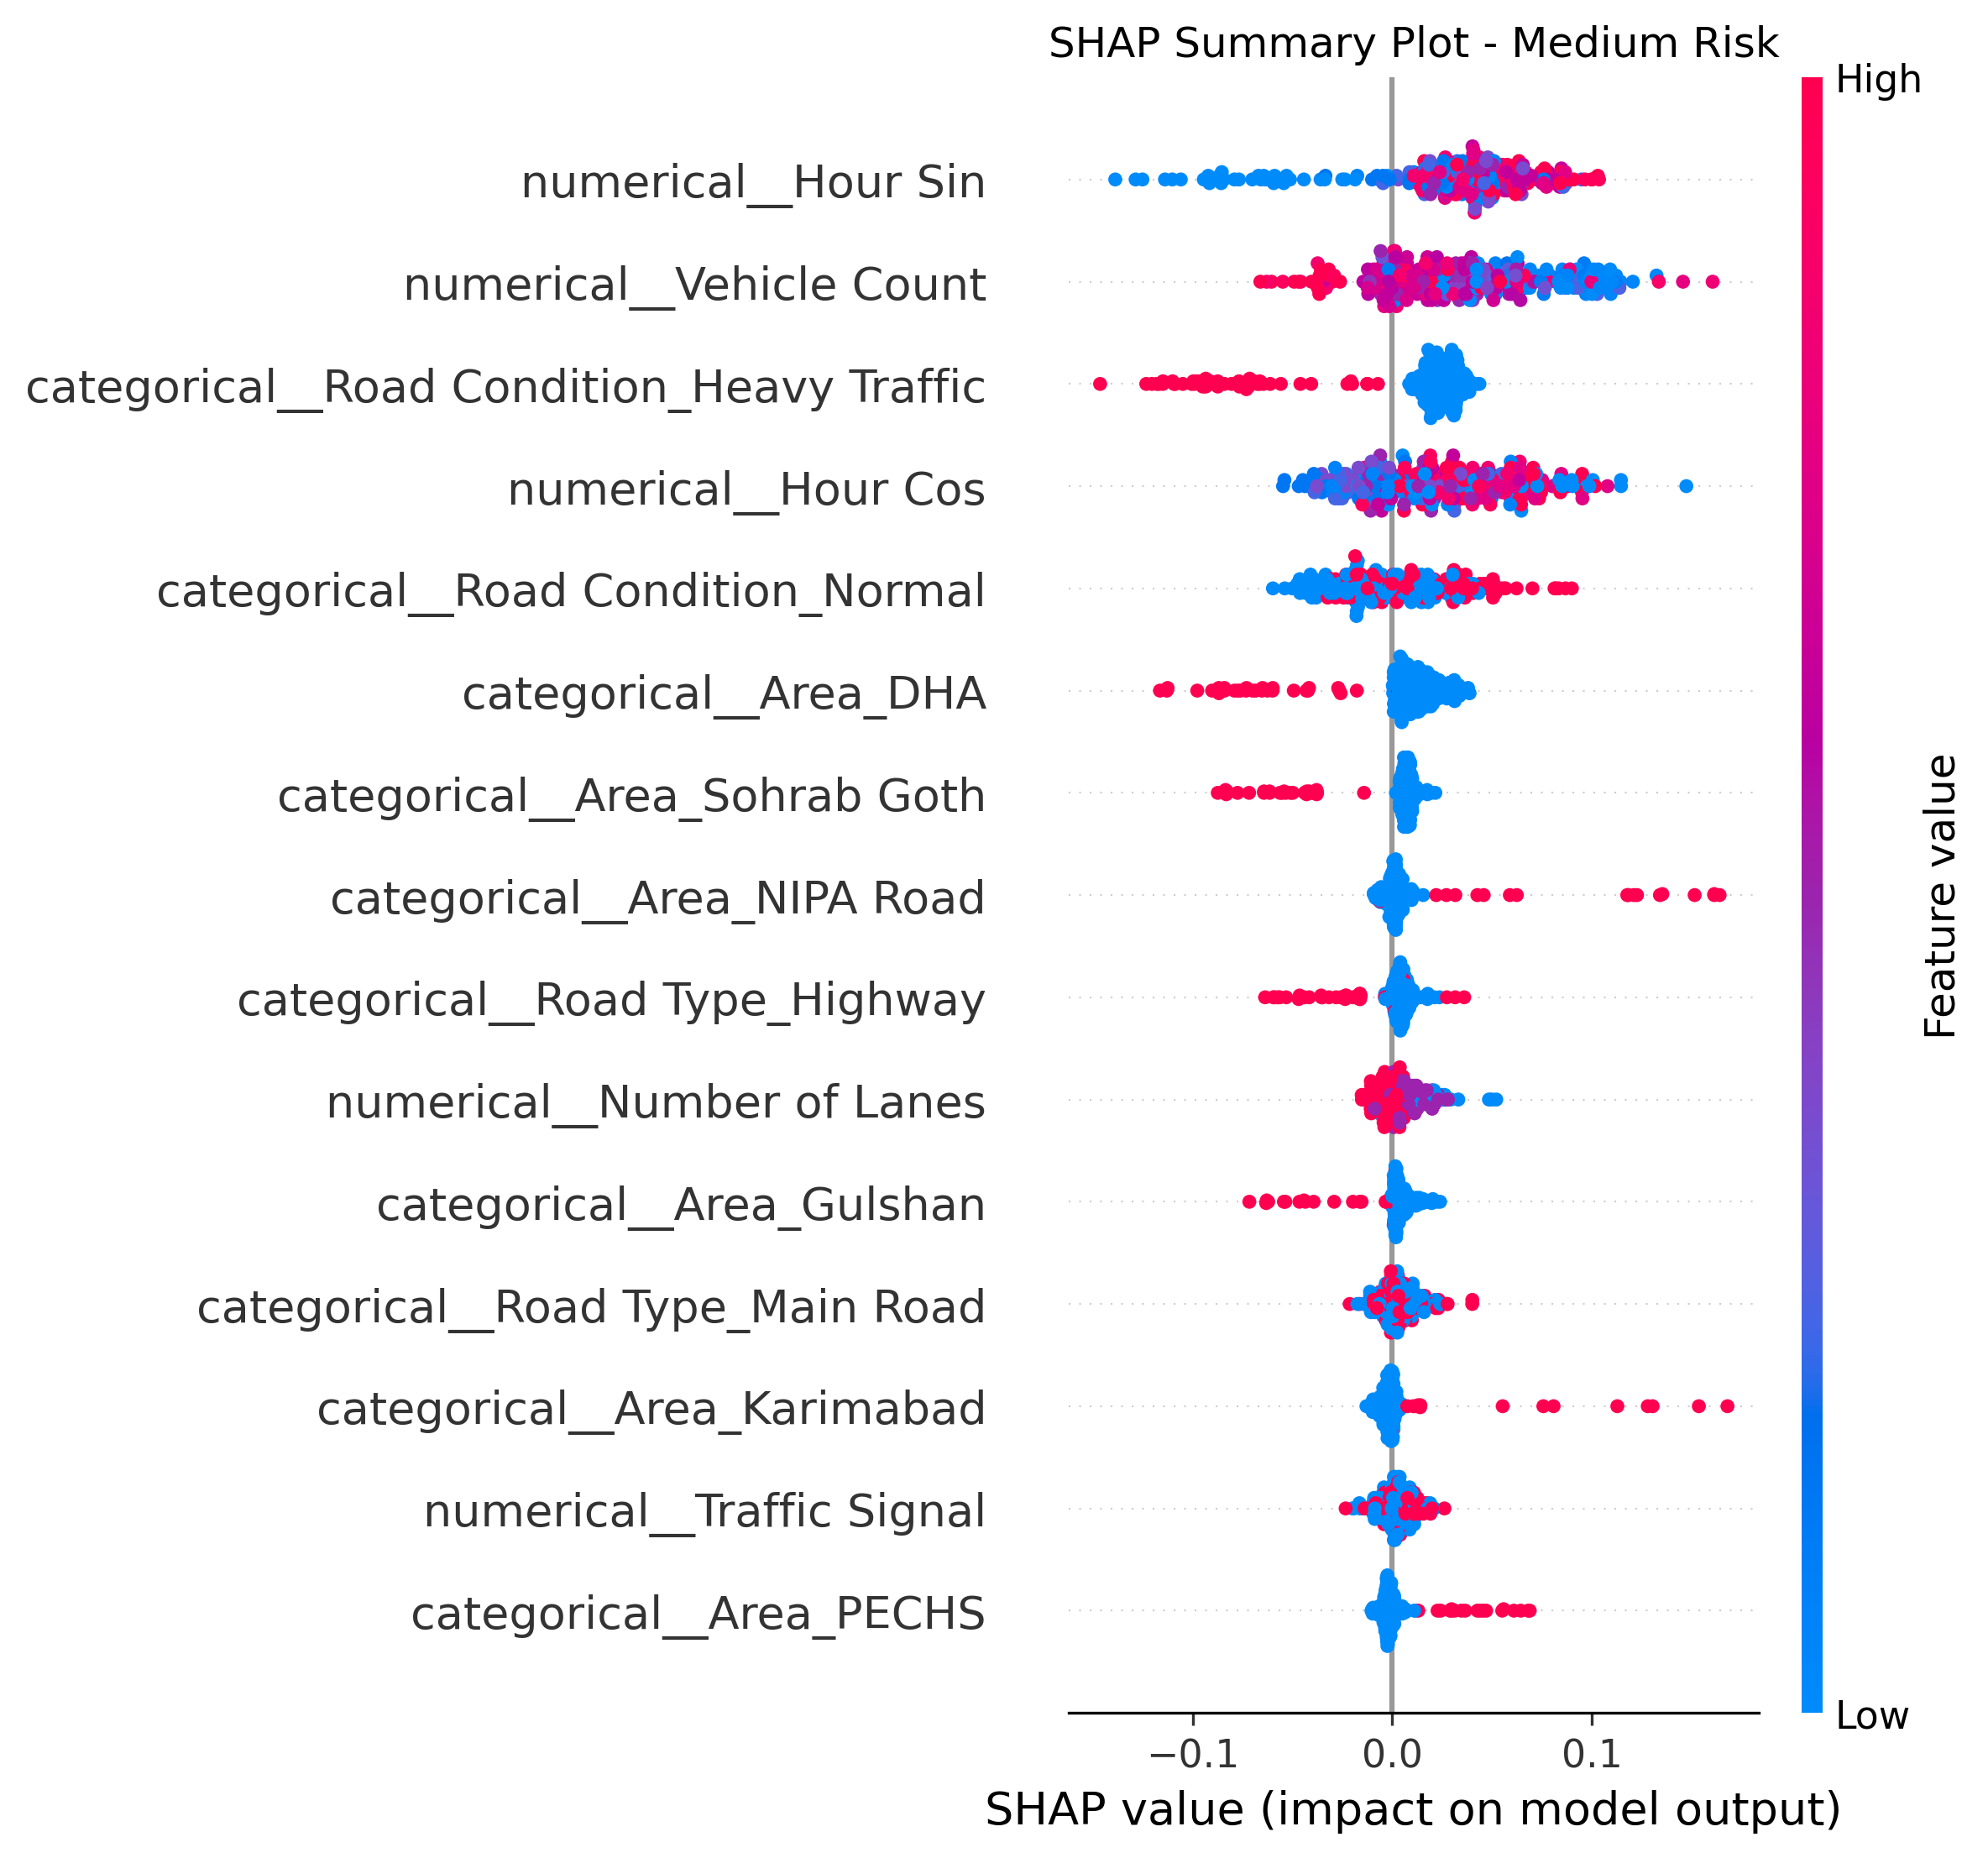 SHAP Summary Plot - Medium Risk
High
numerical__Hour Sin
numerical__Vehicle Count
categorical__Road Condition_Heavy Traffic
numerical__Hour Cos
categorical__Road Condition_Normal
categorical__Area_DHA
categorical__Area_Sohrab Goth
categorical__Area_NIPA Road
categorical__Road Type_Highway
numerical__Number of Lanes
categorical__Area_Gulshan
categorical__Road Type_Main Road
categorical__Area_Karimabad
numerical__Traffic Signal
categorical__Area_PECHS
Feature value
Low
−0.1 0.0 0.1
SHAP value (impact on model output)